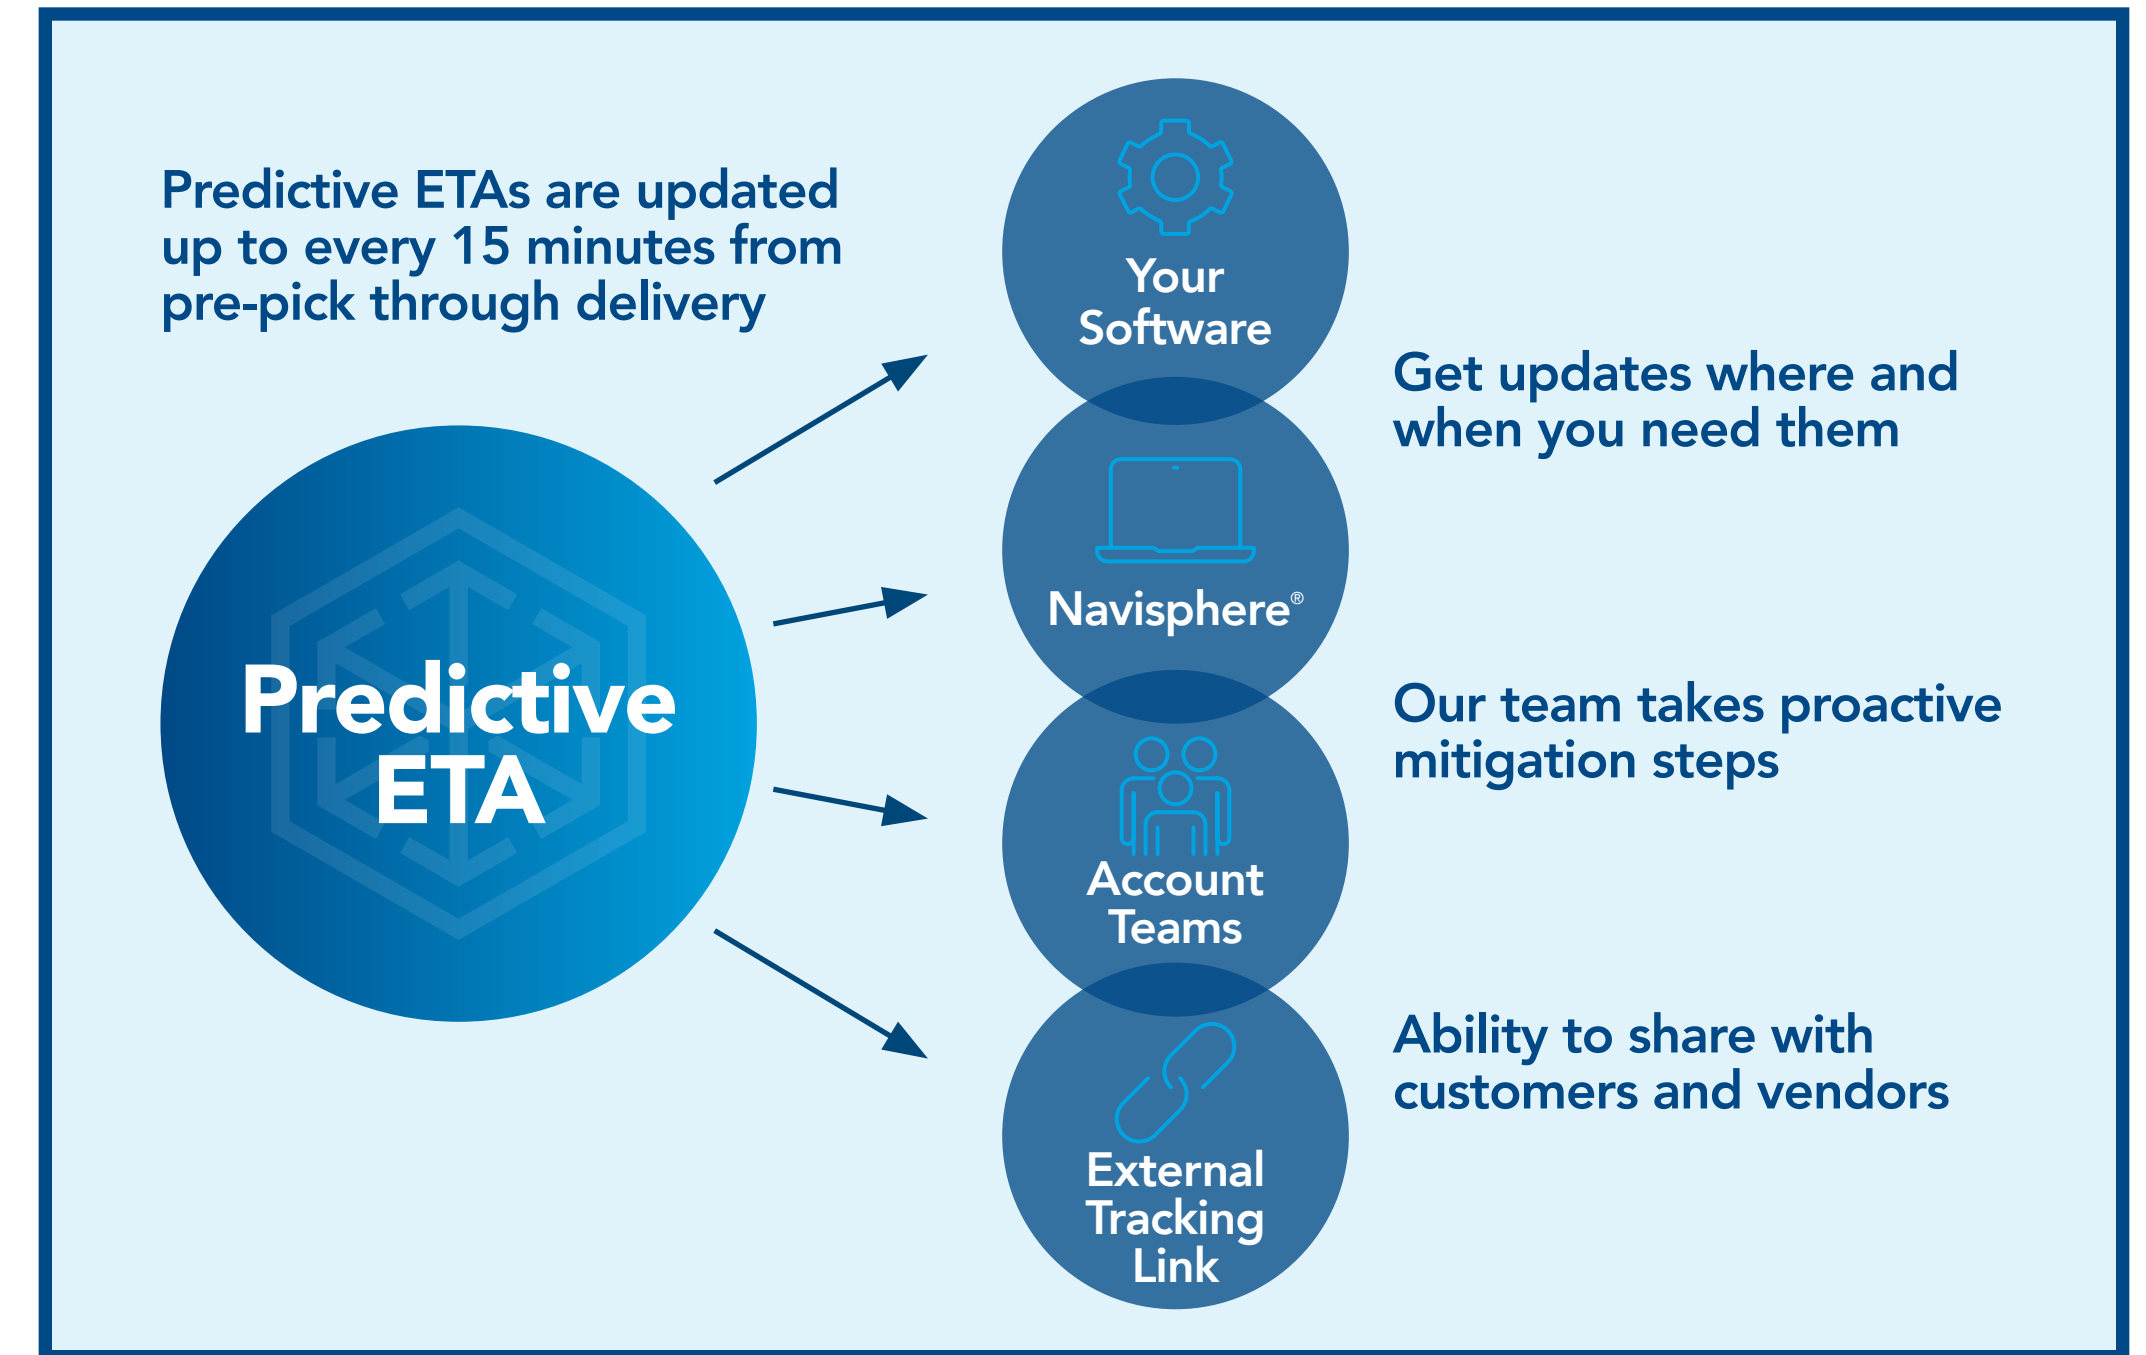 Predictive ETAs are updated
up to every 15 minutes from
pre-pick through delivery
Predictive
ETA
Your
Software
Navisphere®
Account
Teams
External
Tracking
Link
Get updates where and
when you need them
Our team takes proactive
mitigation steps
Ability to share with
customers and vendors